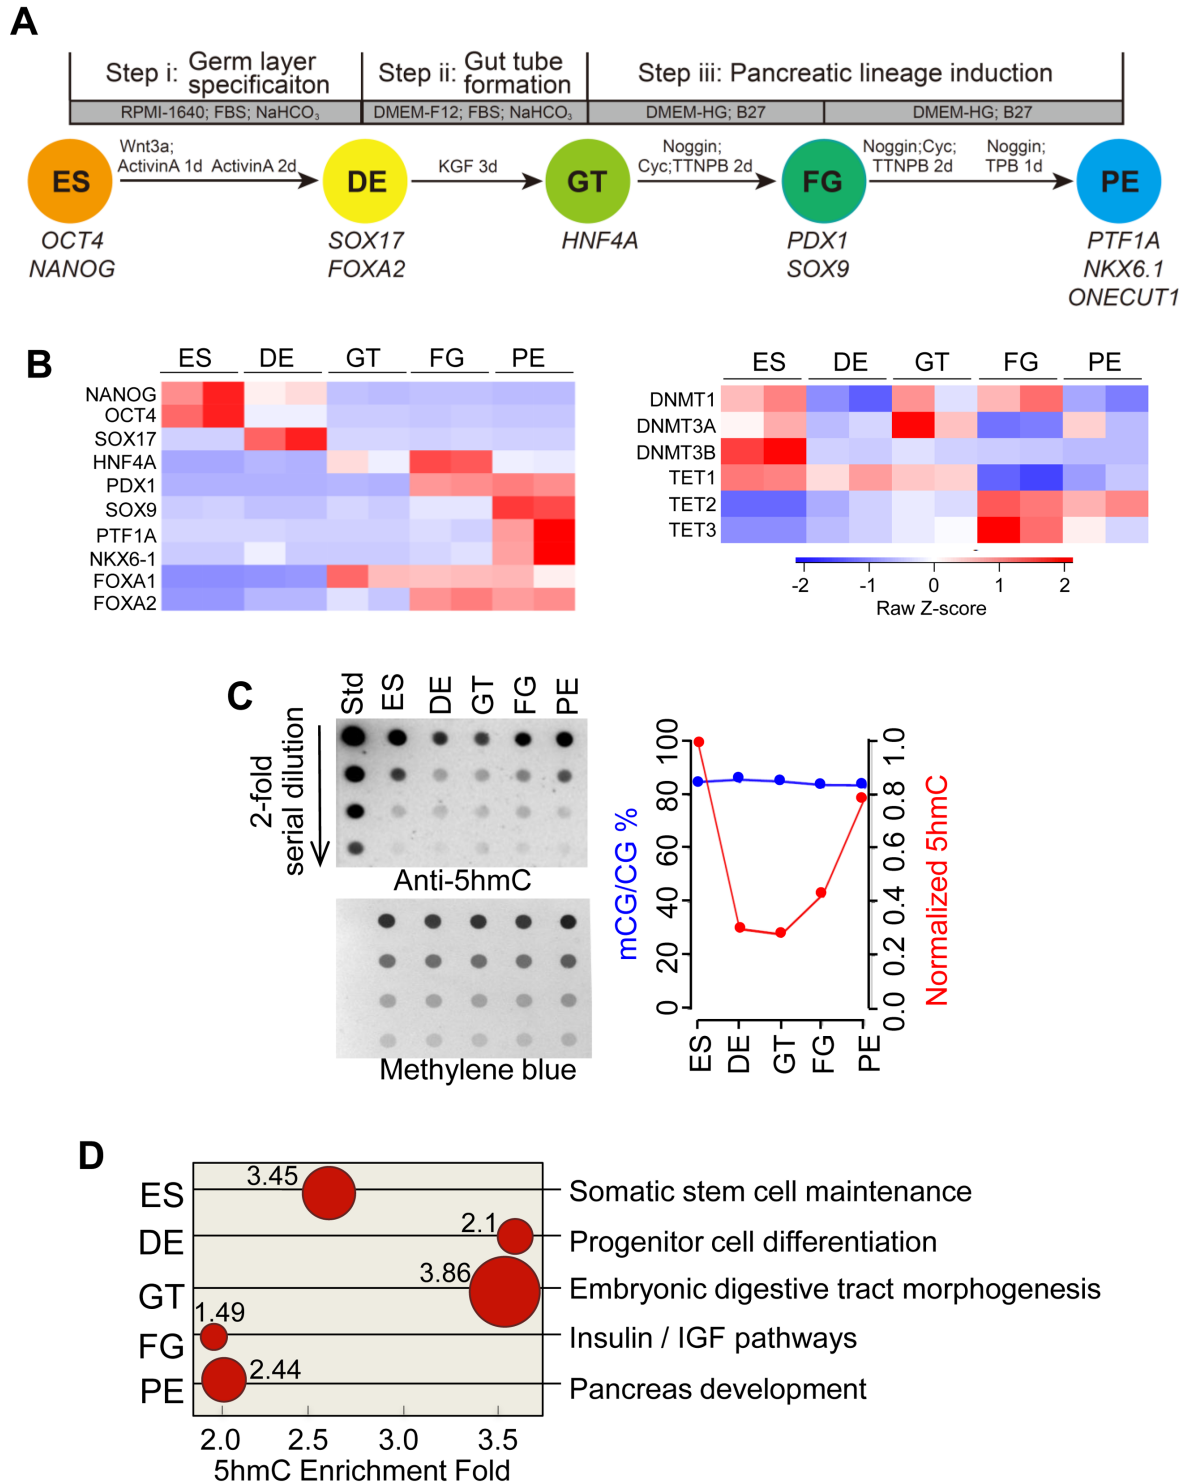 A
Step i: Germ layer
specificaiton
Step ii: Gut tube
formation
Step iii: Pancreatic lineage induction
RPMI-1640; FBS; NaHCO₃
DMEM-F12; FBS; NaHCO₃
DMEM-HG; B27
DMEM-HG; B27
Wnt3a;
ActivinA 1d ActivinA 2d
KGF 3d
Noggin;
Cyc;TTNPB 2d
Noggin;Cyc;
TTNPB 2d
Noggin;
TPB 1d
ES
DE
GT
FG
PE
OCT4
NANOG
SOX17
FOXA2
HNF4A
PDX1
SOX9
PTF1A
NKX6.1
ONECUT1
B
ES DE GT FG PE
NANOG
OCT4
SOX17
HNF4A
PDX1
SOX9
PTF1A
NKX6-1
FOXA1
FOXA2
ES DE GT FG PE
DNMT1
DNMT3A
DNMT3B
TET1
TET2
TET3
-2 -1 0 1 2
Raw Z-score
C
Std ES DE GT FG PE
2-fold
serial dilution
Anti-5hmC
Methylene blue
mCG/CG %
0 20 40 60 80 100
Normalized 5hmC
0.0 0.2 0.4 0.6 0.8 1.0
ES DE GT FG PE
D
ES 3.45 Somatic stem cell maintenance
DE 2.1 Progenitor cell differentiation
GT 3.86 Embryonic digestive tract morphogenesis
FG 1.49 Insulin / IGF pathways
PE 2.44 Pancreas development
2.0 2.5 3.0 3.5
5hmC Enrichment Fold